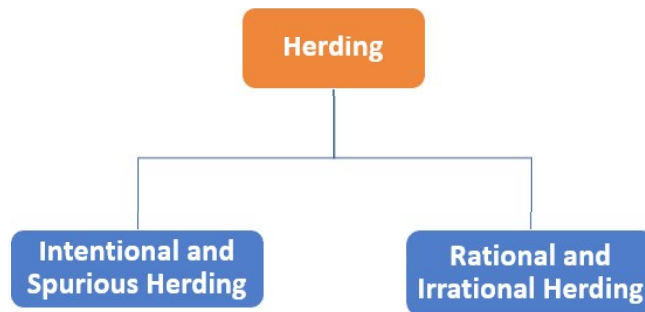 Herding
Intentional and
Spurious Herding
Rational and
Irrational Herding